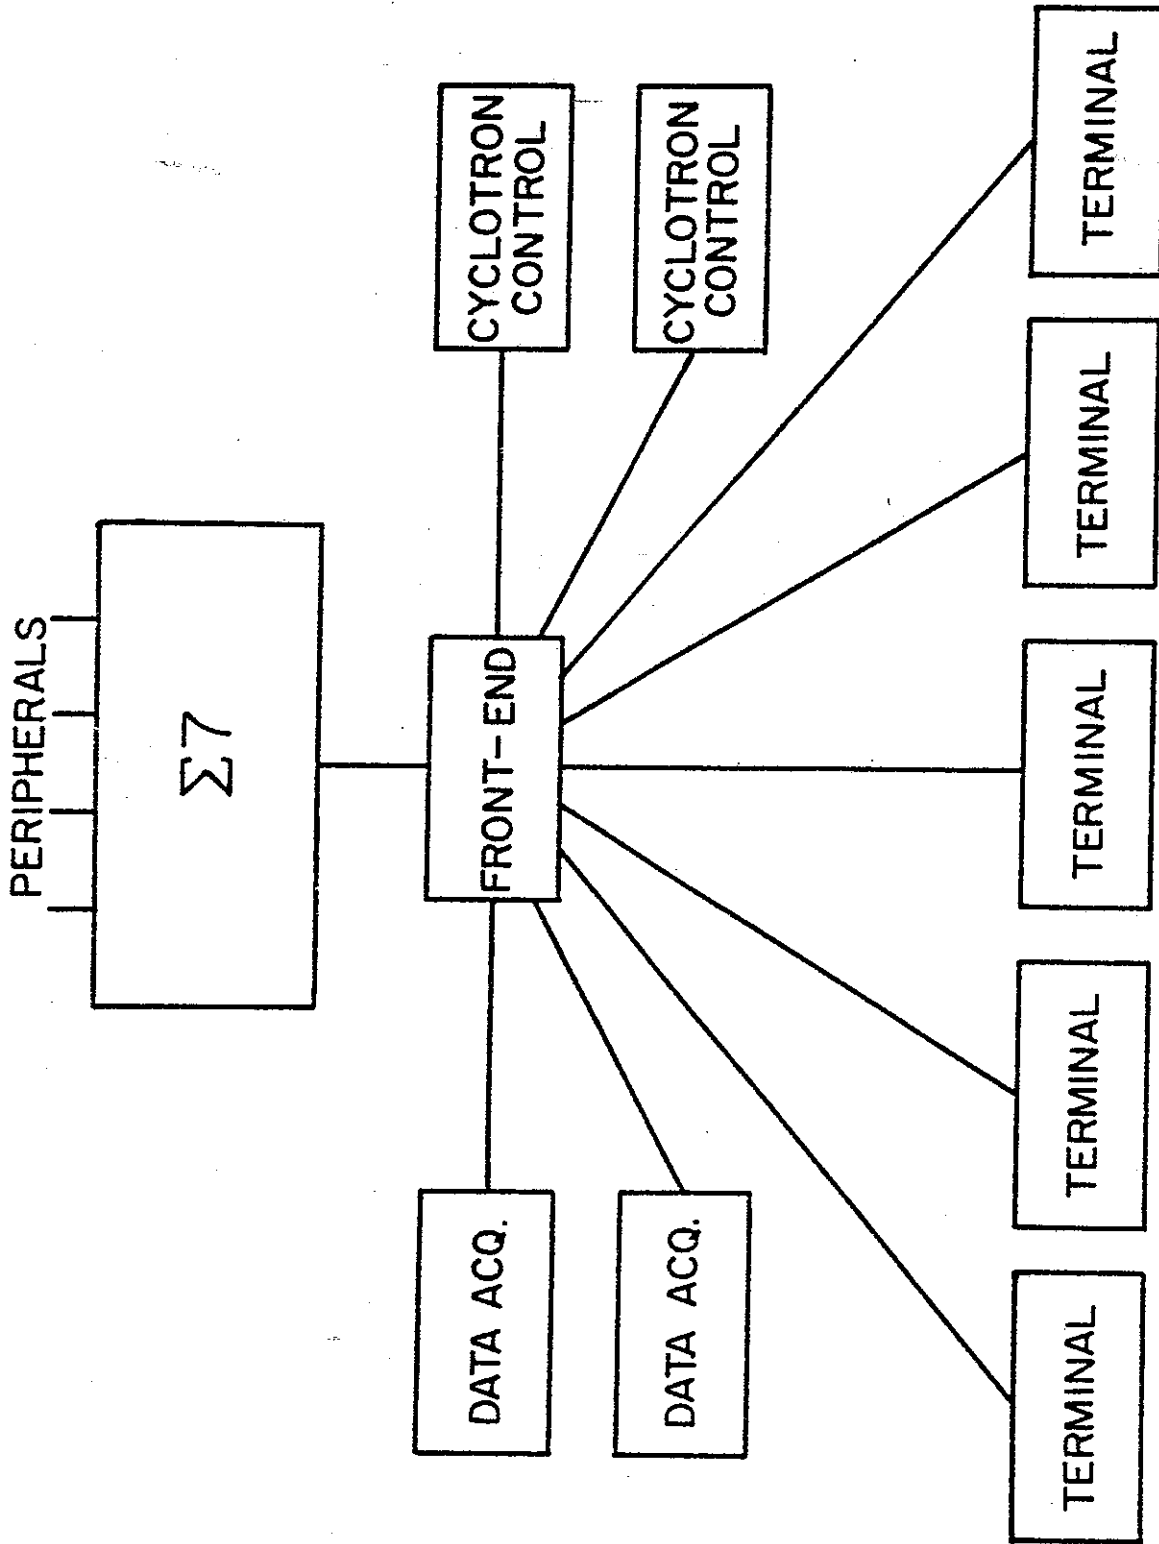 PERIPHERALS
Σ7
DATA ACQ.
FRONT-END
CYCLOTRON
CONTROL
DATA ACQ.
CYCLOTRON
CONTROL
TERMINAL
TERMINAL
TERMINAL
TERMINAL
TERMINAL